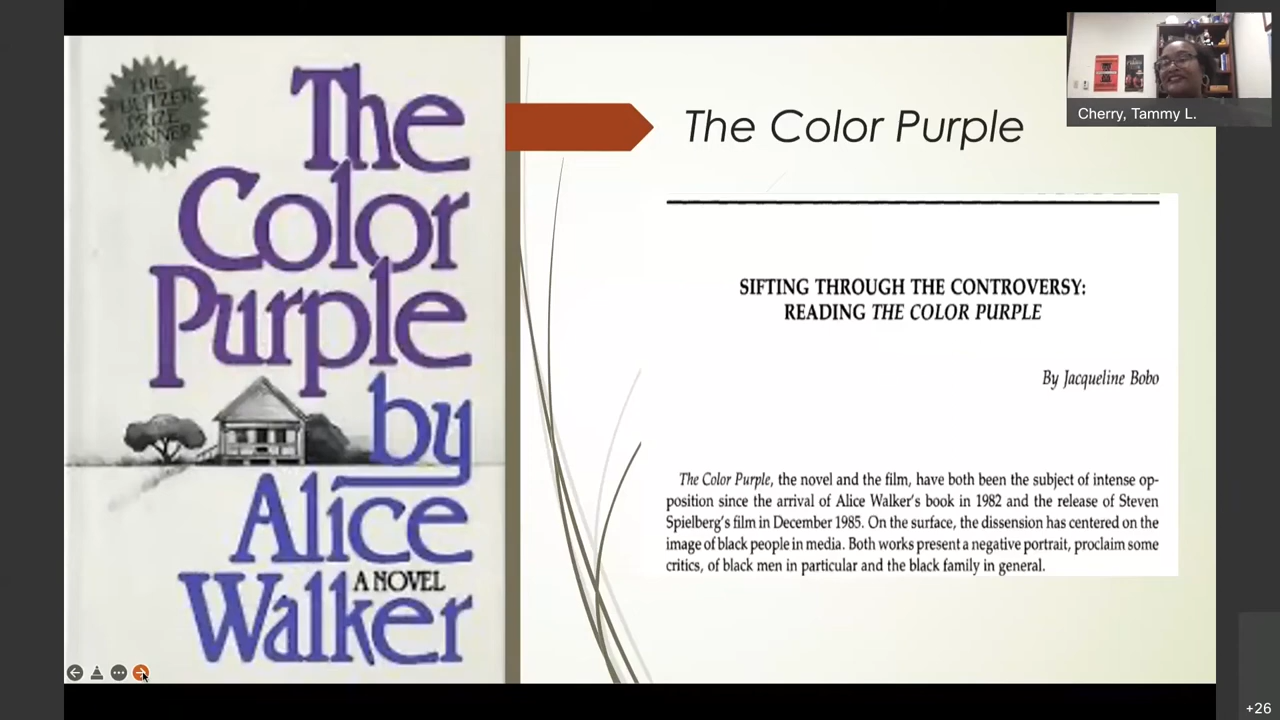 THE
PULITZER
PRIZE
WINNER
The
Color
Purple
by
Alice
A NOVEL
Walker
The Color Purple
SIFTING THROUGH THE CONTROVERSY:
READING THE COLOR PURPLE
By Jacqueline Bobo
The Color Purple, the novel and the film, have both been the subject of intense op-
position since the arrival of Alice Walker's book in 1982 and the release of Steven
Spielberg's film in December 1985. On the surface, the dissension has centered on the
image of black people in media. Both works present a negative portrait, proclaim some
critics, of black men in particular and the black family in general.
Cherry, Tammy L.
+26